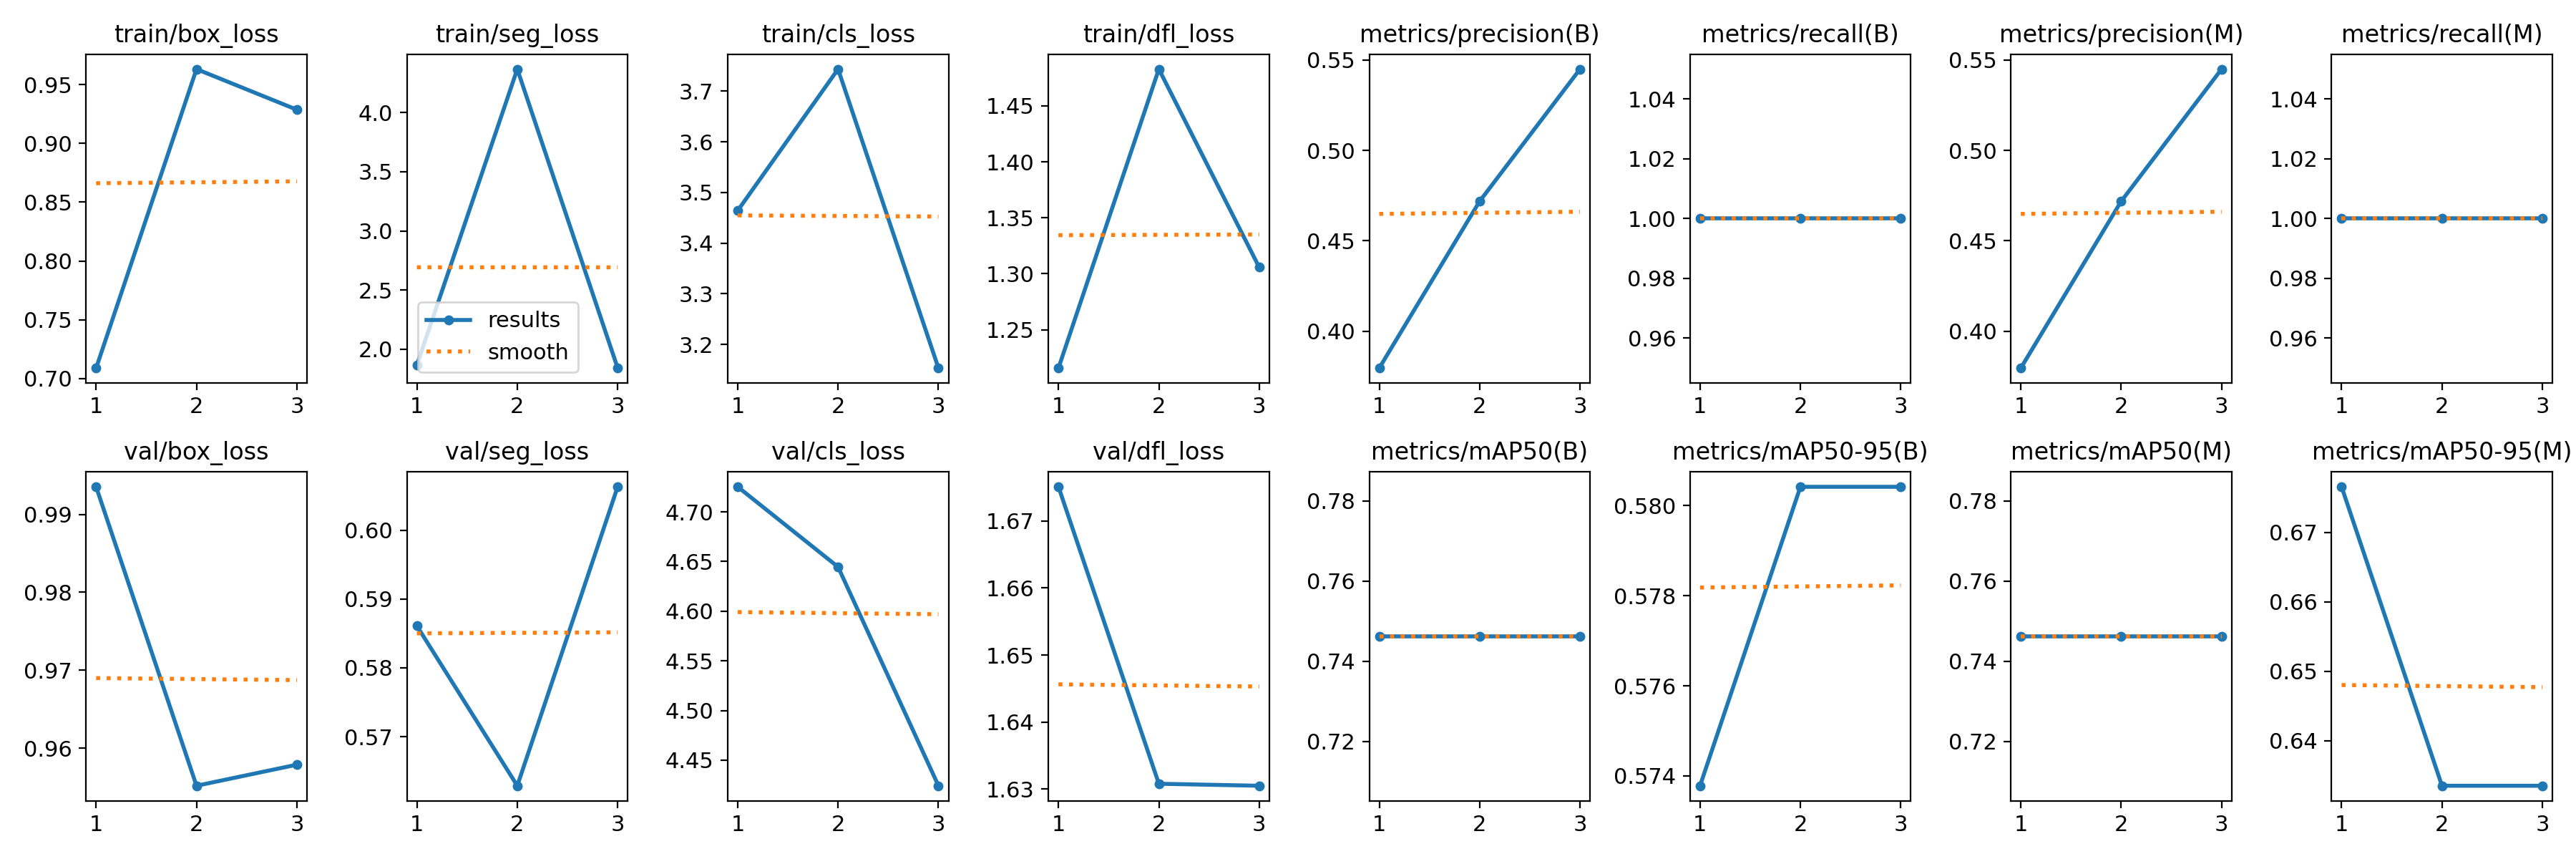 train/box_loss
0.95
0.90
0.85
0.80
0.75
0.70
1 2 3
train/seg_loss
4.0
3.5
3.0
2.5
2.0
results
smooth
1 2 3
train/cls_loss
3.7
3.6
3.5
3.4
3.3
3.2
1 2 3
train/dfl_loss
1.45
1.40
1.35
1.30
1.25
1 2 3
metrics/precision(B)
0.55
0.50
0.45
0.40
1 2 3
metrics/recall(B)
1.04
1.02
1.00
0.98
0.96
1 2 3
metrics/precision(M)
0.55
0.50
0.45
0.40
1 2 3
metrics/recall(M)
1.04
1.02
1.00
0.98
0.96
1 2 3
val/box_loss
0.99
0.98
0.97
0.96
1 2 3
val/seg_loss
0.60
0.59
0.58
0.57
1 2 3
val/cls_loss
4.70
4.65
4.60
4.55
4.50
4.45
1 2 3
val/dfl_loss
1.67
1.66
1.65
1.64
1.63
1 2 3
metrics/mAP50(B)
0.78
0.76
0.74
0.72
1 2 3
metrics/mAP50-95(B)
0.580
0.578
0.576
0.574
1 2 3
metrics/mAP50(M)
0.78
0.76
0.74
0.72
1 2 3
metrics/mAP50-95(M)
0.67
0.66
0.65
0.64
1 2 3